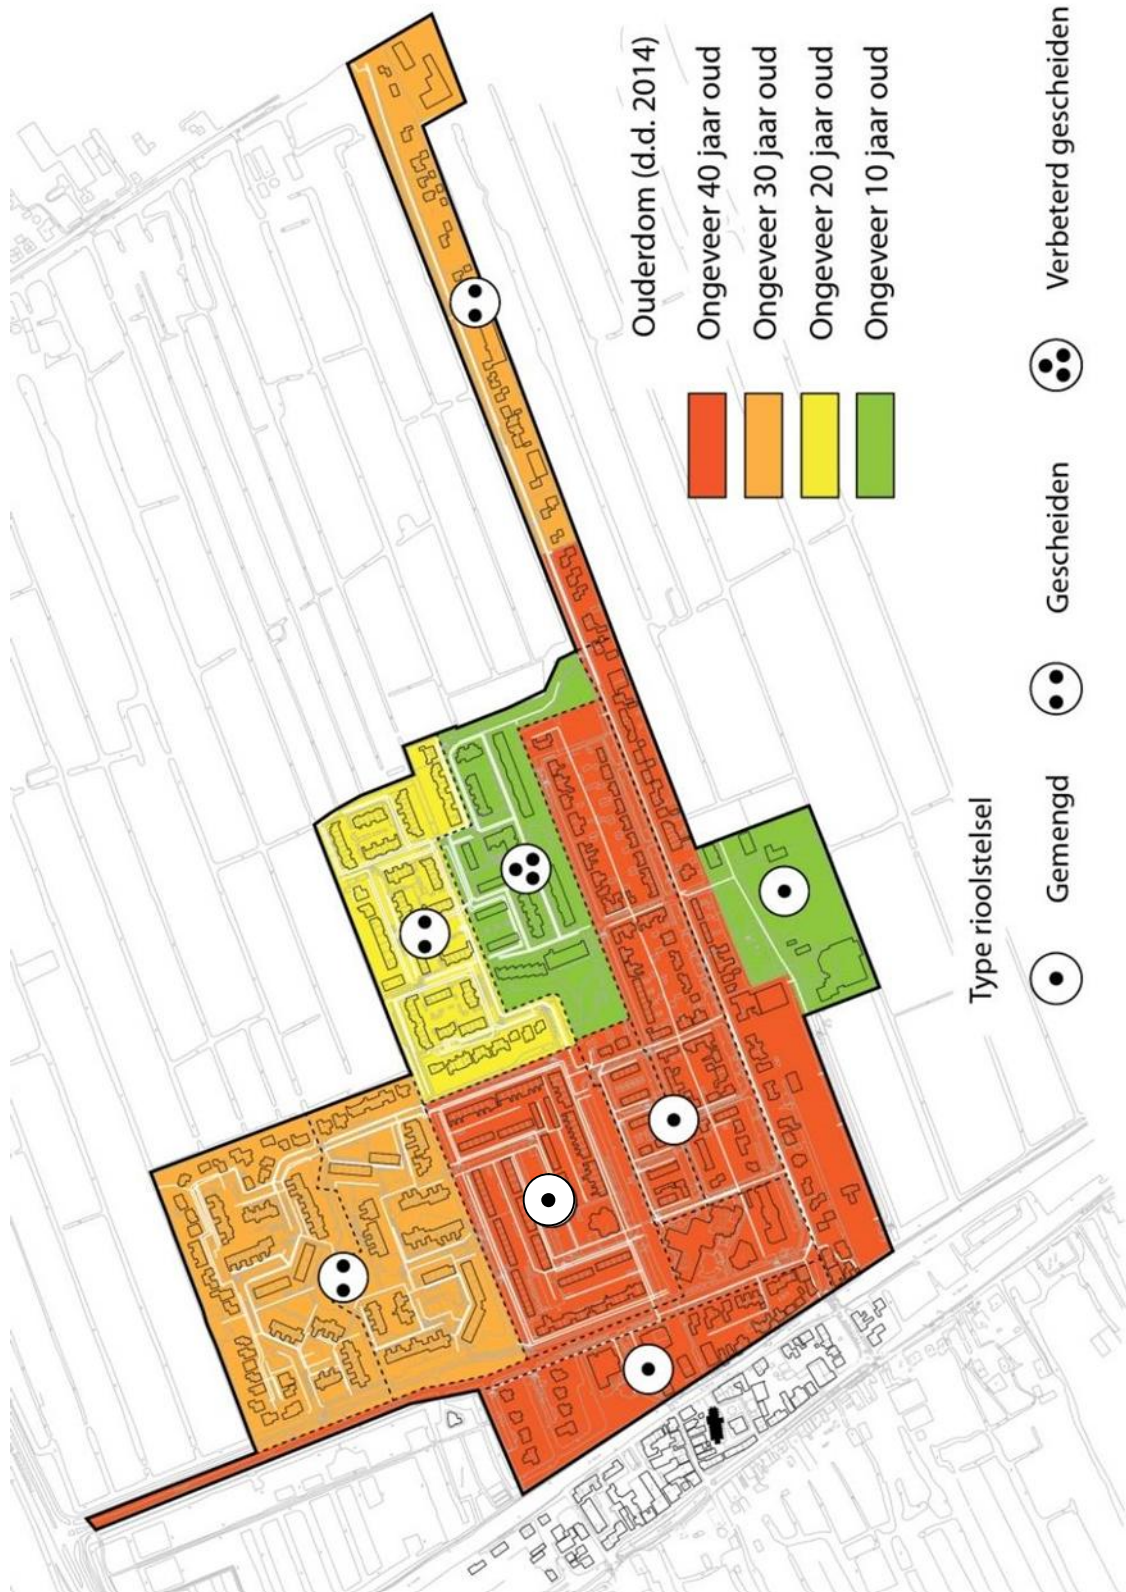 Ouderdom (d.d. 2014)
Ongeveer 40 jaar oud
Ongeveer 30 jaar oud
Ongeveer 20 jaar oud
Ongeveer 10 jaar oud
Type rioolstelsel
Gemengd
Gescheiden
Verbeterd gescheiden